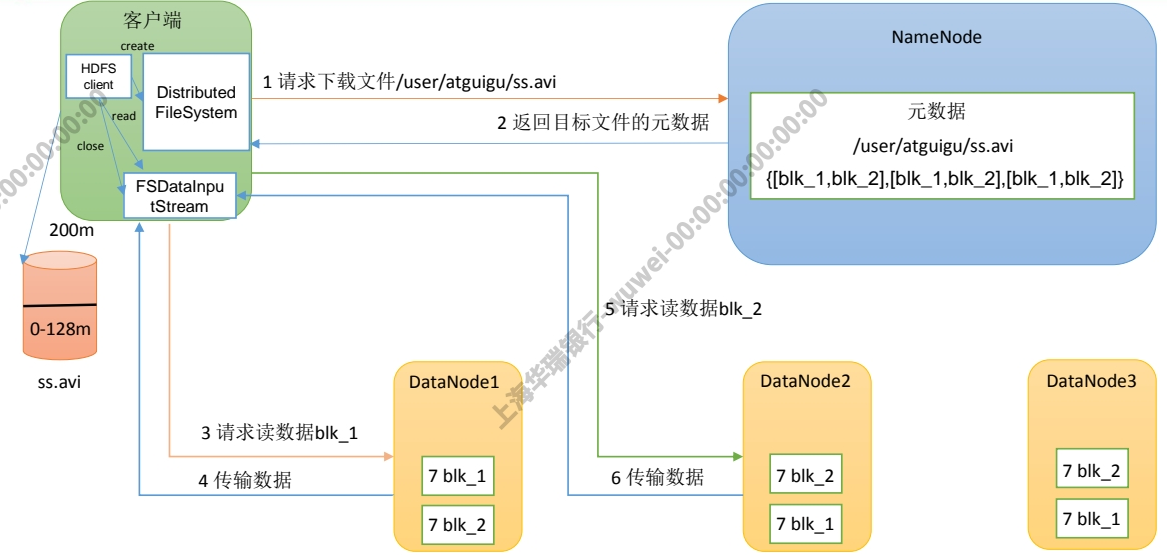 客户端
create
HDFS
client
Distributed
FileSystem
read
close
FSDataInpu
tStream
1 请求下载文件/user/atguigu/ss.avi
2 返回目标文件的元数据
NameNode
元数据
/user/atguigu/ss.avi
{[blk_1,blk_2],[blk_1,blk_2],[blk_1,blk_2]}
200m
0-128m
ss.avi
3 请求读数据blk_1
4 传输数据
5 请求读数据blk_2
6 传输数据
DataNode1
7 blk_1
7 blk_2
DataNode2
7 blk_2
7 blk_1
DataNode3
7 blk_2
7 blk_1
00:00:00:00:00
上海华瑞银行-wuwei-00:00:00:00:00:00